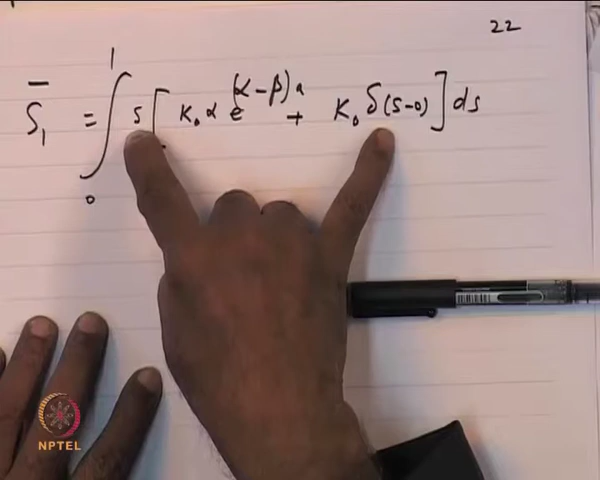 22
S̄₁ = ∫₀¹ s [ K₀ α e^(α-β)s + K₀ δ(s-0) ] ds
NPTEL